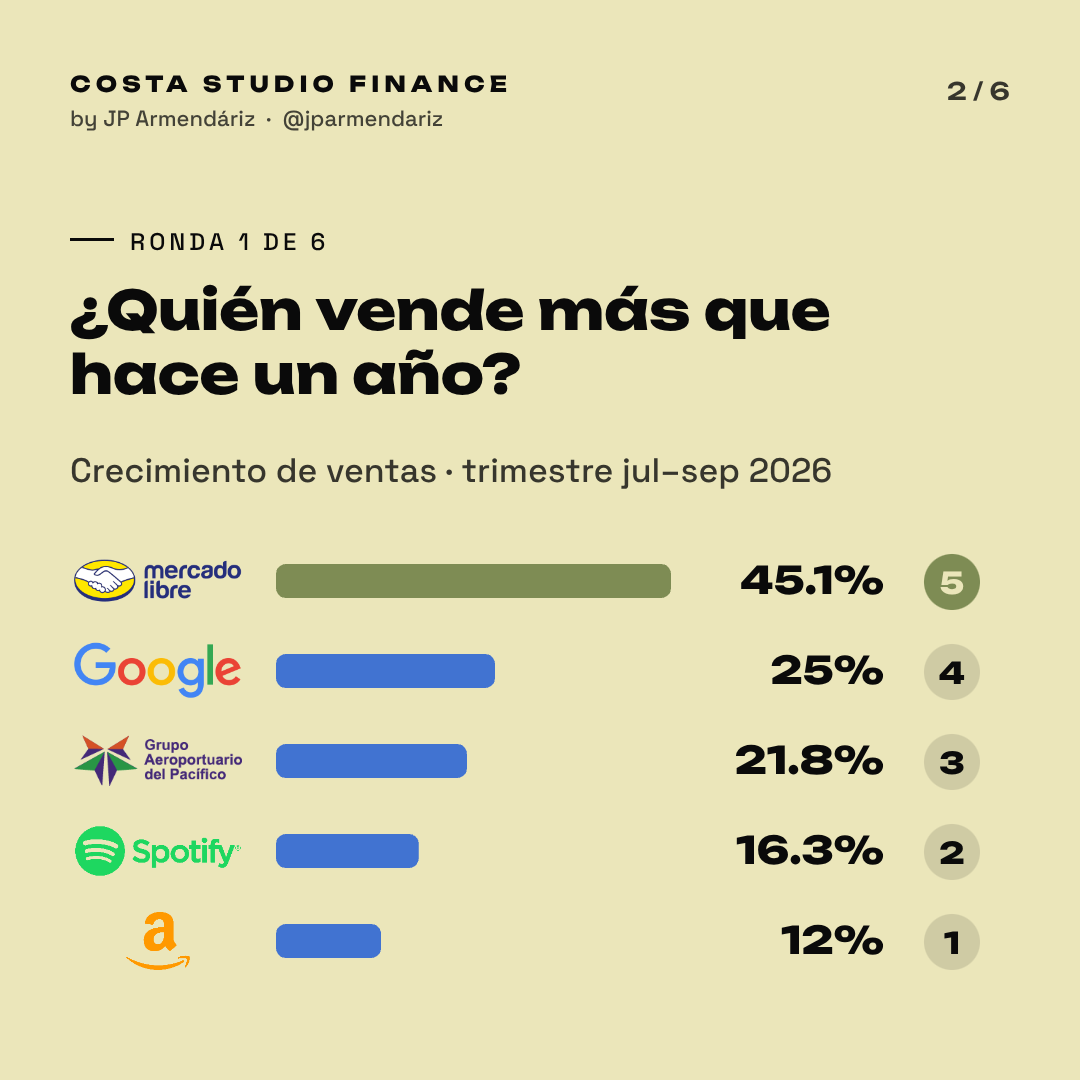 COSTA STUDIO FINANCE
by JP Armendáriz · @jparmendariz
2/6
RONDA 1 DE 6
¿Quién vende más que
hace un año?
Crecimiento de ventas · trimestre jul–sep 2026
mercado
libre
45.1%
5
Google
25%
4
Grupo
Aeroportuario
del Pacífico
21.8%
3
Spotify®
16.3%
2
a
12%
1